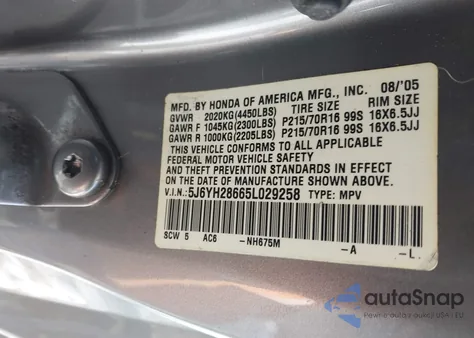 MFD. BY HONDA OF AMERICA MFG., INC. 08/'05
GVWR 2020KG(4450LBS) TIRE SIZE RIM SIZE
GAWR F 1045KG(2300LBS) P215/70R16 99S 16X6.5JJ
GAWR R 1000KG(2205LBS) P215/70R16 99S 16X6.5JJ
THIS VEHICLE CONFORMS TO ALL APPLICABLE
FEDERAL MOTOR VEHICLE SAFETY
AND THEFT PREVENTION STANDARDS IN EFFECT
ON THE DATE OF MANUFACTURE SHOWN ABOVE.
V.I.N.: 5J6YH28665L029258 TYPE: MPV
SCW 5 AC6 -NH675M -A -L.
autoSnap